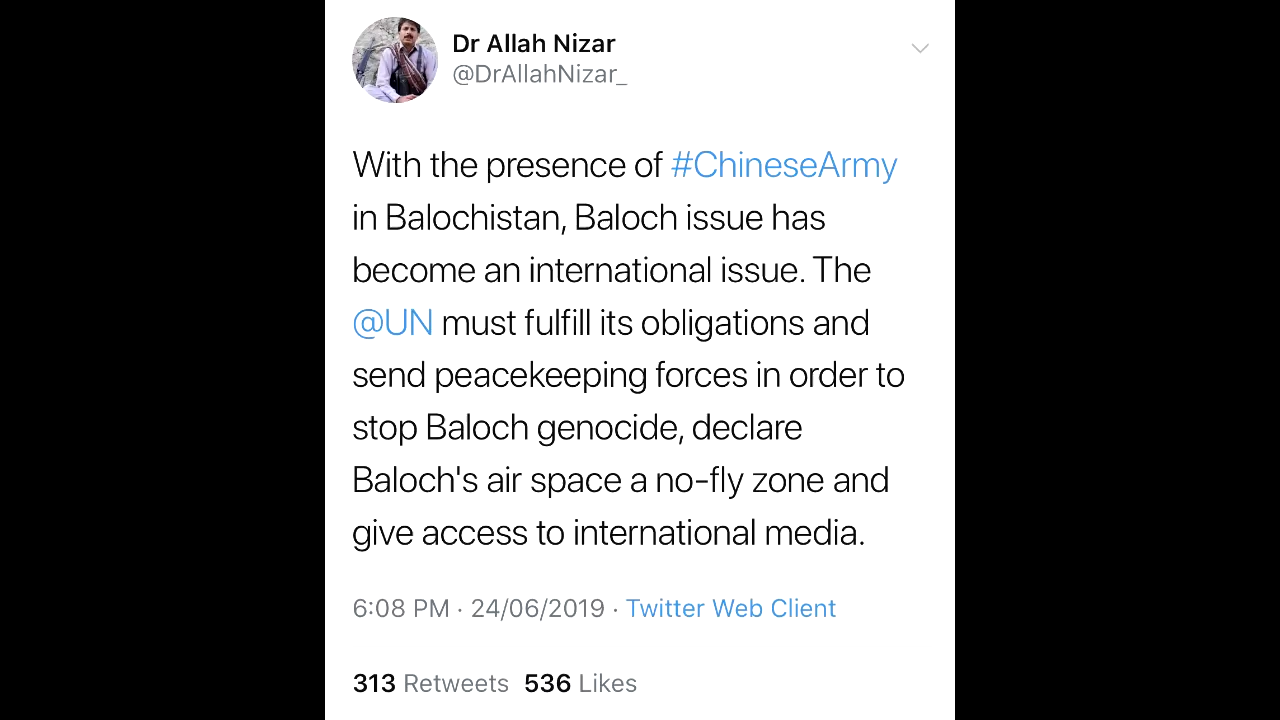 Dr Allah Nizar
@DrAllahNizar_
With the presence of #ChineseArmy
in Balochistan, Baloch issue has
become an international issue. The
@UN must fulfill its obligations and
send peacekeeping forces in order to
stop Baloch genocide, declare
Baloch's air space a no-fly zone and
give access to international media.
6:08 PM · 24/06/2019 · Twitter Web Client
313 Retweets 536 Likes